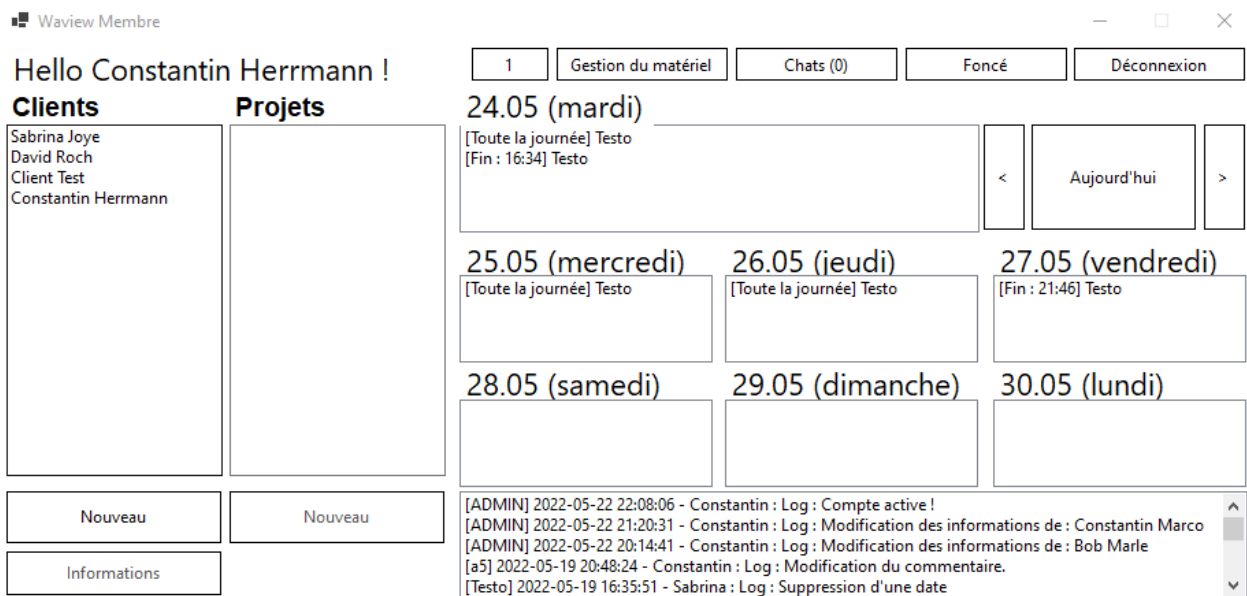 Waview Membre
Hello Constantin Herrmann !
1
Gestion du matériel
Chats (0)
Foncé
Déconnexion
Clients
Sabrina Joye
David Roch
Client Test
Constantin Herrmann
Projets
24.05 (mardi)
[Toute la journée] Testo
[Fin : 16:34] Testo
<
Aujourd'hui
>
25.05 (mercredi)
[Toute la journée] Testo
26.05 (jeudi)
[Toute la journée] Testo
27.05 (vendredi)
[Fin : 21:46] Testo
28.05 (samedi)
29.05 (dimanche)
30.05 (lundi)
Nouveau
Nouveau
Informations
[ADMIN] 2022-05-22 22:08:06 - Constantin : Log : Compte active !
[ADMIN] 2022-05-22 21:20:31 - Constantin : Log : Modification des informations de : Constantin Marco
[ADMIN] 2022-05-22 20:14:41 - Constantin : Log : Modification des informations de : Bob Marle
[a5] 2022-05-19 20:48:24 - Constantin : Log : Modification du commentaire.
[Testo] 2022-05-19 16:35:51 - Sabrina : Log : Suppression d'une date